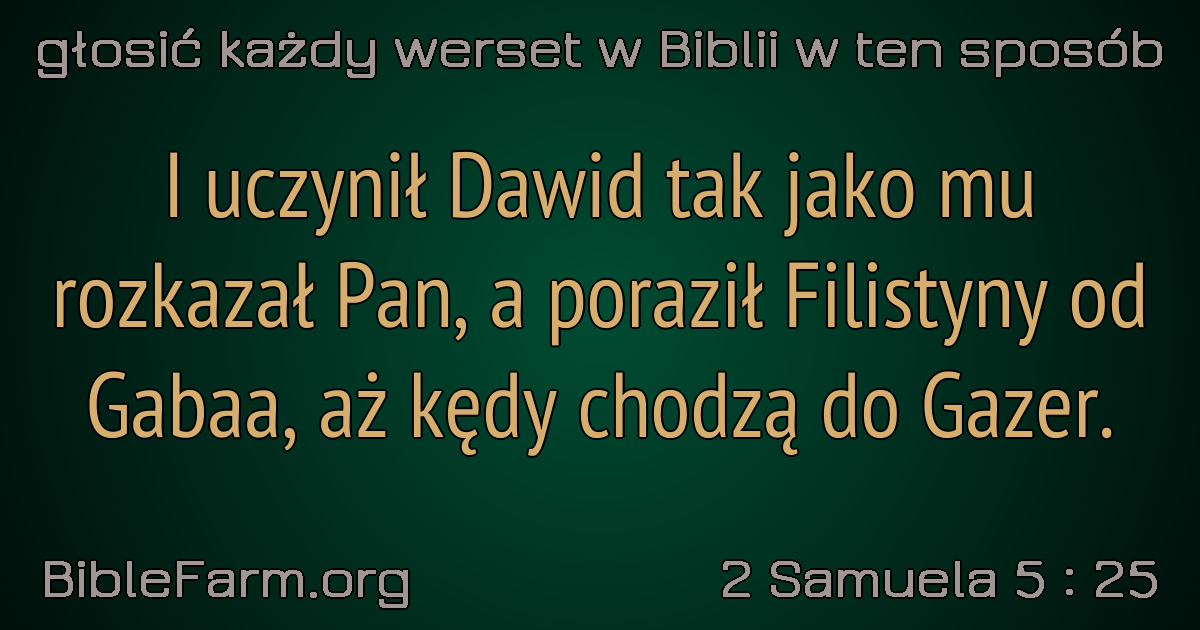 głosić każdy werset w Biblii w ten sposób
I uczynił Dawid tak jako mu
rozkazał Pan, a poraził Filistyny od
Gabaa, aż kędy chodzą do Gazer.
BibleFarm.org
2 Samuela 5 : 25